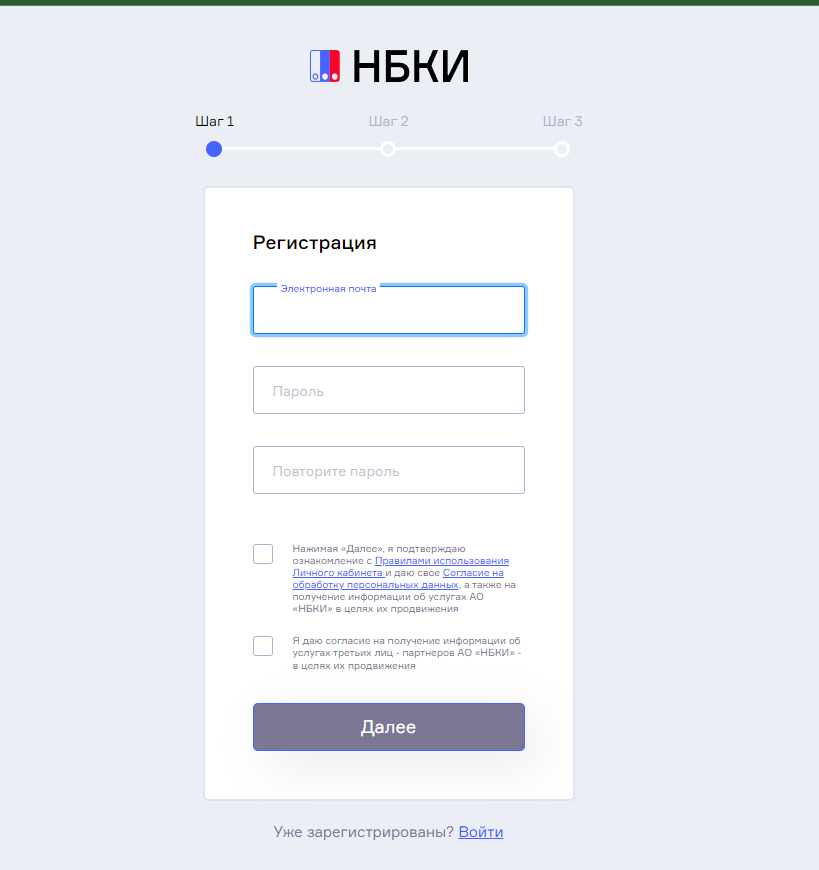 НБКИ
Шаг 1
Шаг 2
Шаг 3
Регистрация
Электронная почта
Пароль
Повторите пароль
Нажимая «Далее», я подтверждаю
ознакомление с Правилами использования
Личного кабинета и даю свое Согласие на
обработку персональных данных, а также на
получение информации об услугах АО
«НБКИ» в целях их продвижения
Я даю согласие на получение информации об
услугах третьих лиц - партнеров АО «НБКИ» -
в целях их продвижения
Далее
Уже зарегистрированы? Войти